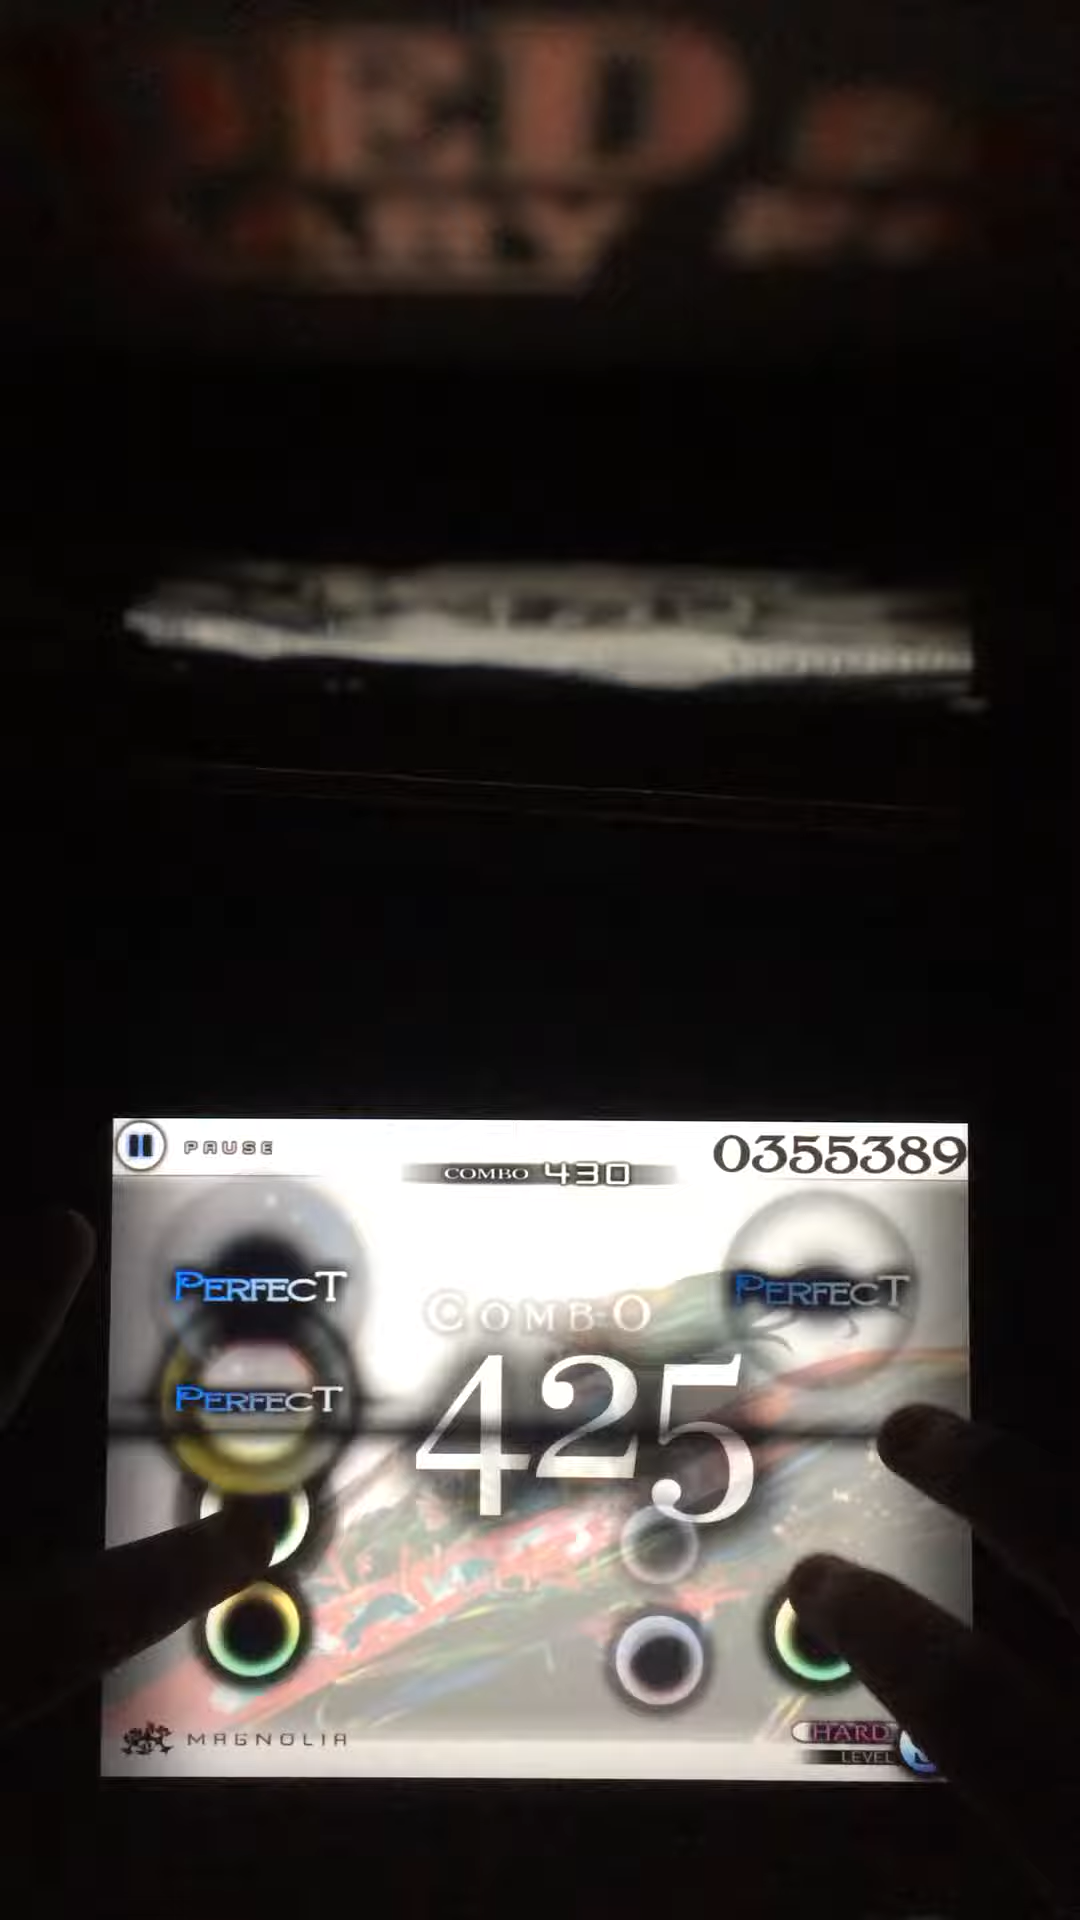 PAUSE
COMBO 430
0355389
PERFECT
PERFECT
COMBO
PERFECT
425
MAGNOLIA
HARD
LEVEL